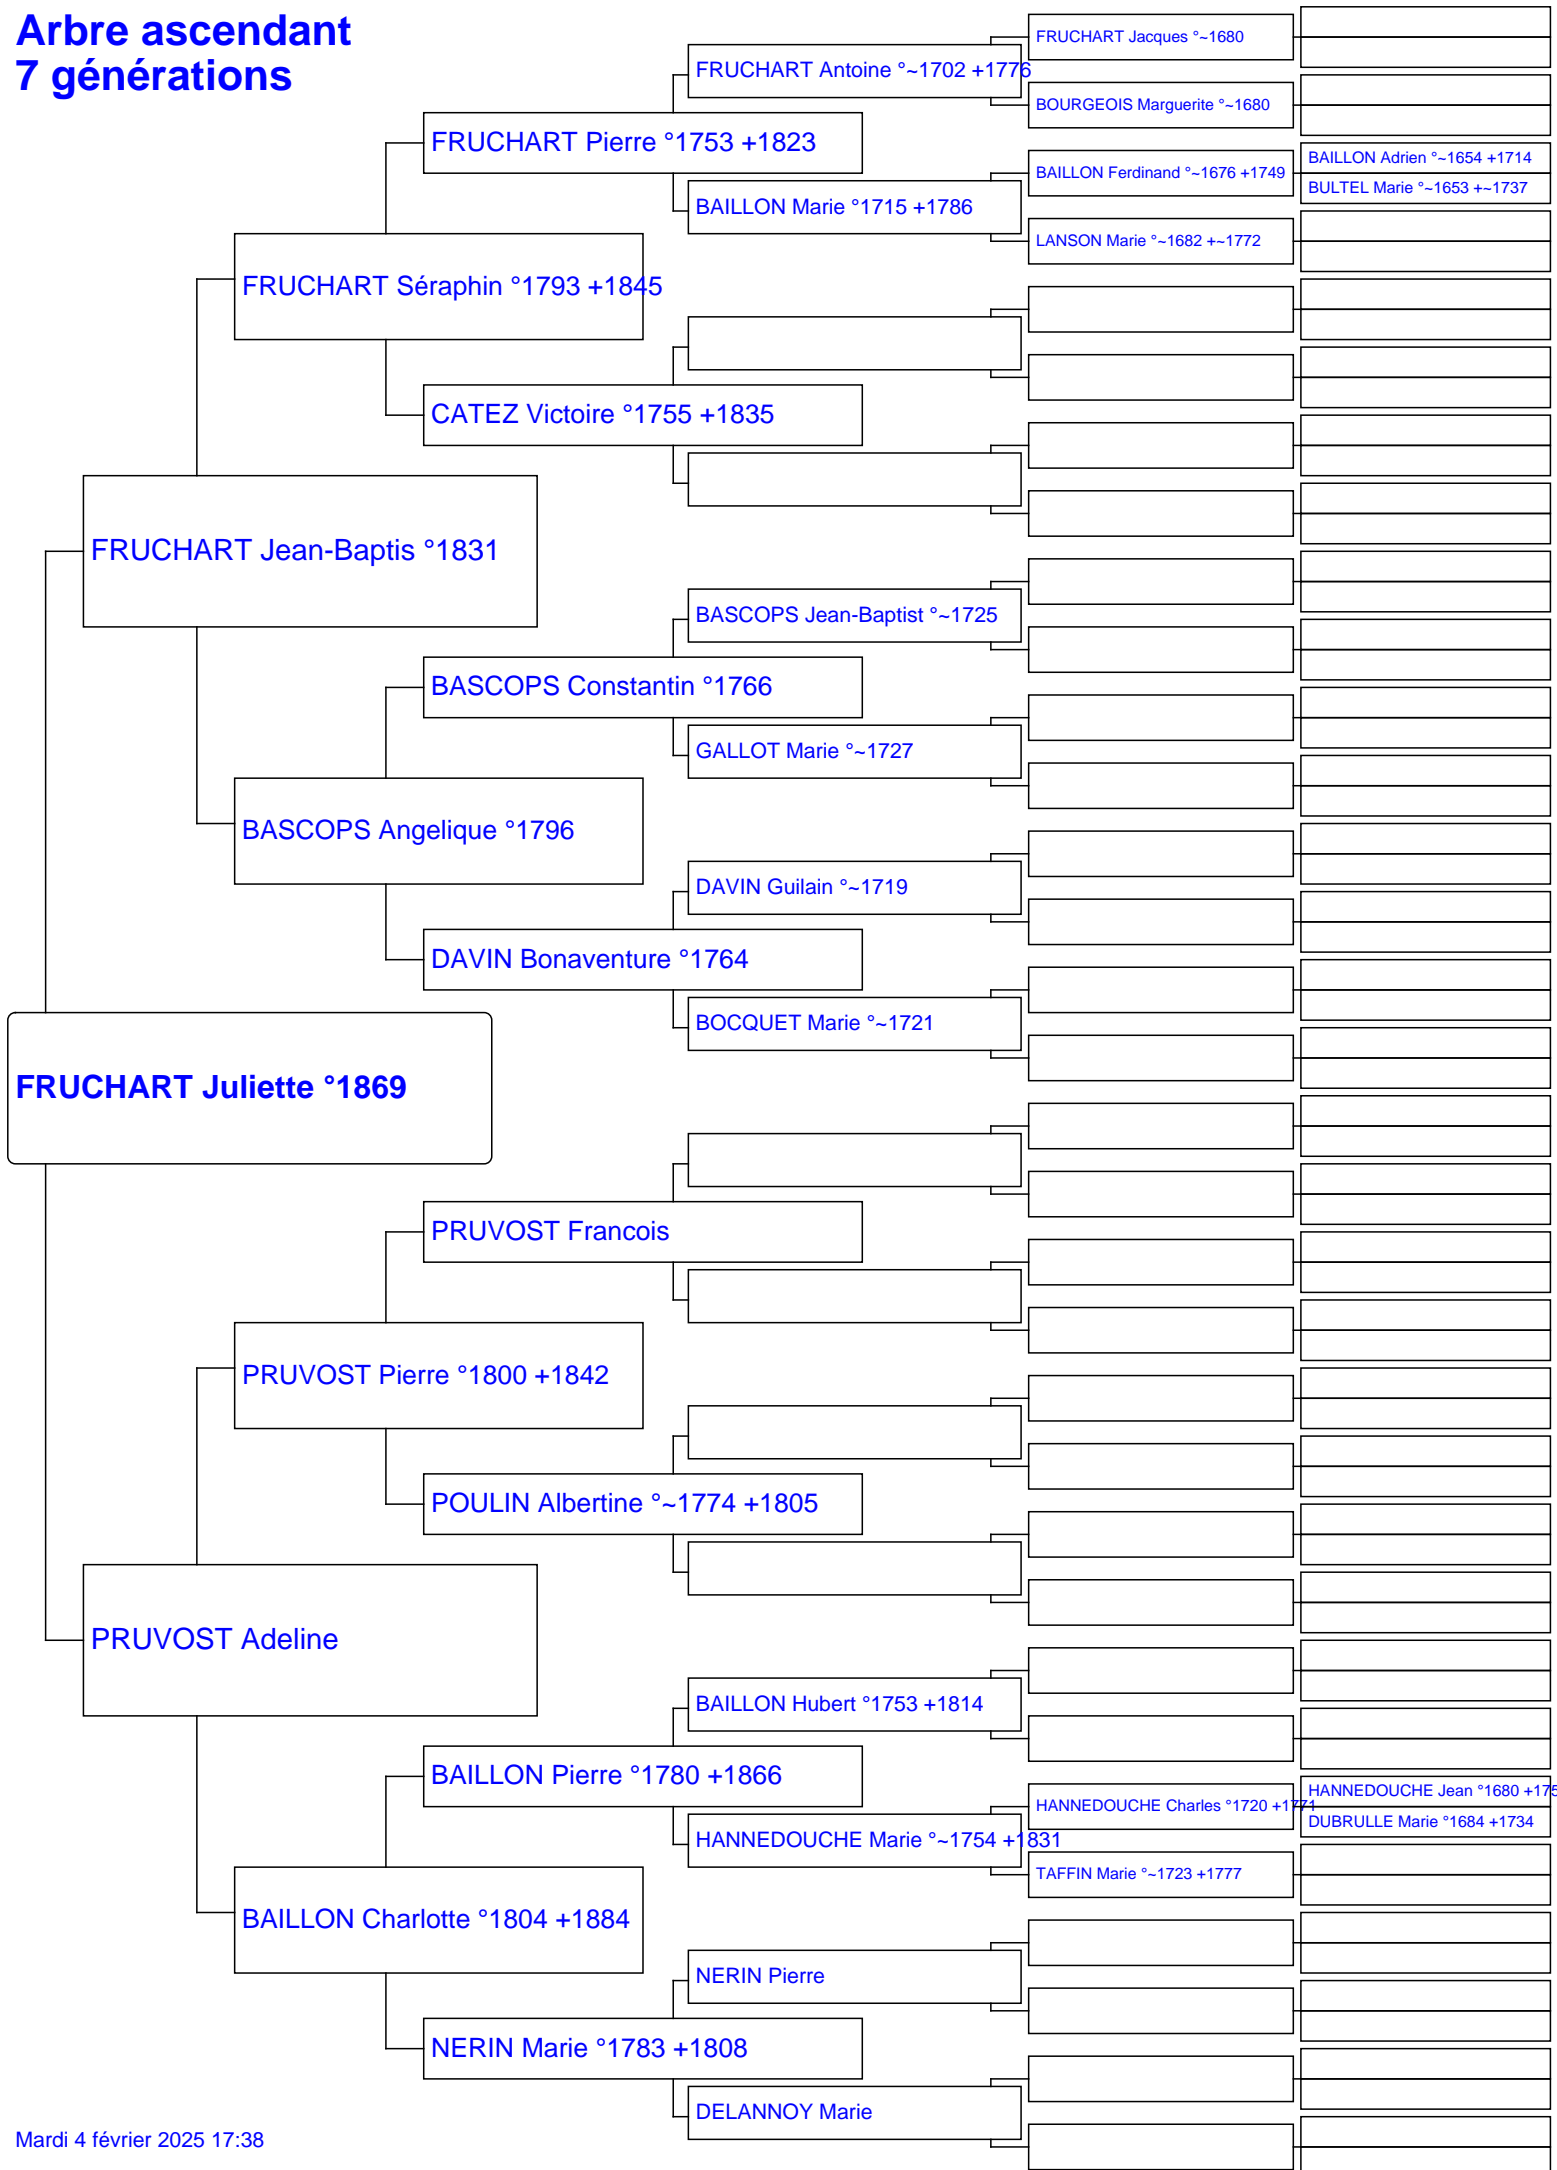 Arbre ascendant
7 générations
FRUCHART Jacques °~1680
FRUCHART Antoine °~1702 +1776
BOURGEOIS Marguerite °~1680
FRUCHART Pierre °1753 +1823
BAILLON Adrien °~1654 +1714
BAILLON Ferdinand °~1676 +1749
BULTEL Marie °~1653 +~1737
BAILLON Marie °1715 +1786
LANSON Marie °~1682 +~1772
FRUCHART Séraphin °1793 +1845
CATEZ Victoire °1755 +1835
FRUCHART Jean-Baptis °1831
BASCOPS Jean-Baptist °~1725
BASCOPS Constantin °1766
GALLOT Marie °~1727
BASCOPS Angelique °1796
DAVIN Guilain °~1719
DAVIN Bonaventure °1764
BOCQUET Marie °~1721
FRUCHART Juliette °1869
PRUVOST Francois
PRUVOST Pierre °1800 +1842
POULIN Albertine °~1774 +1805
PRUVOST Adeline
BAILLON Hubert °1753 +1814
BAILLON Pierre °1780 +1866
HANNEDOUCHE Jean °1680 +175
HANNEDOUCHE Charles °1720 +1771
DUBRULLE Marie °1684 +1734
HANNEDOUCHE Marie °~1754 +1831
TAFFIN Marie °~1723 +1777
BAILLON Charlotte °1804 +1884
NERIN Pierre
NERIN Marie °1783 +1808
DELANNOY Marie
Mardi 4 février 2025 17:38